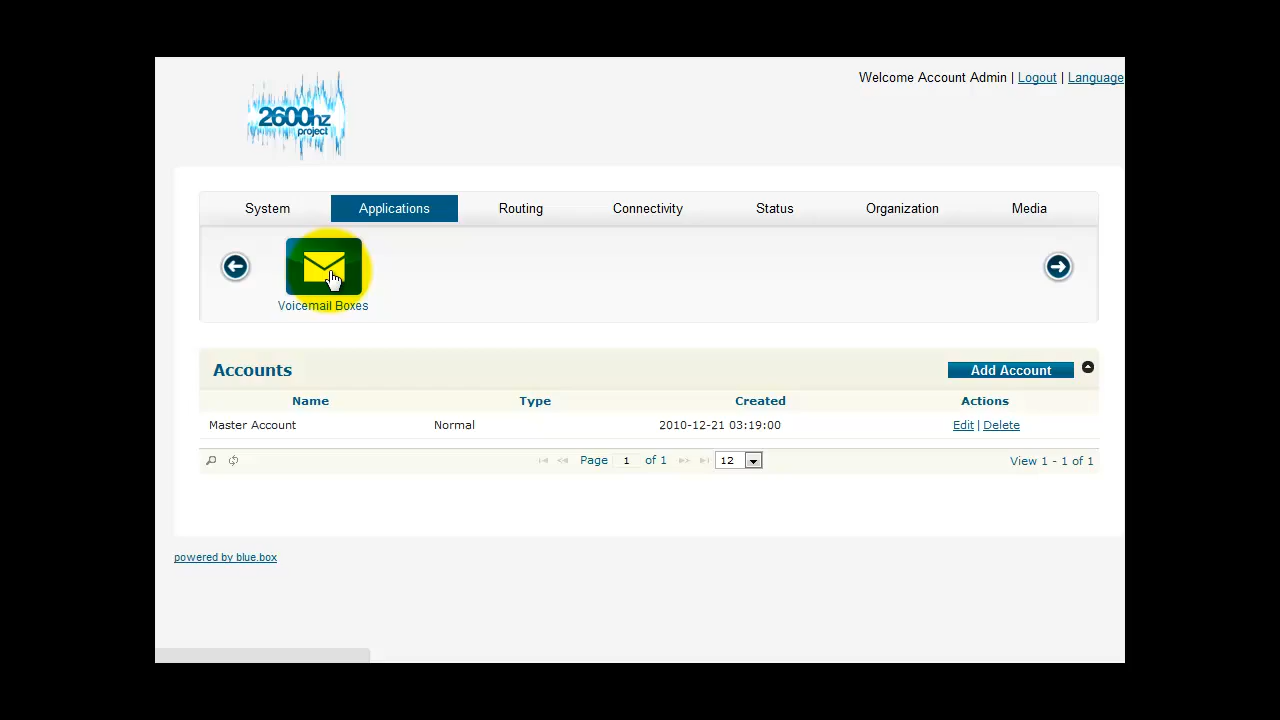 Welcome Account Admin | Logout | Language
2600hz
project
System Applications Routing Connectivity Status Organization Media
Voicemail Boxes
Accounts Add Account
Name Type Created Actions
Master Account Normal 2010-12-21 03:19:00 Edit | Delete
Page 1 of 1 12 View 1 - 1 of 1
powered by blue.box